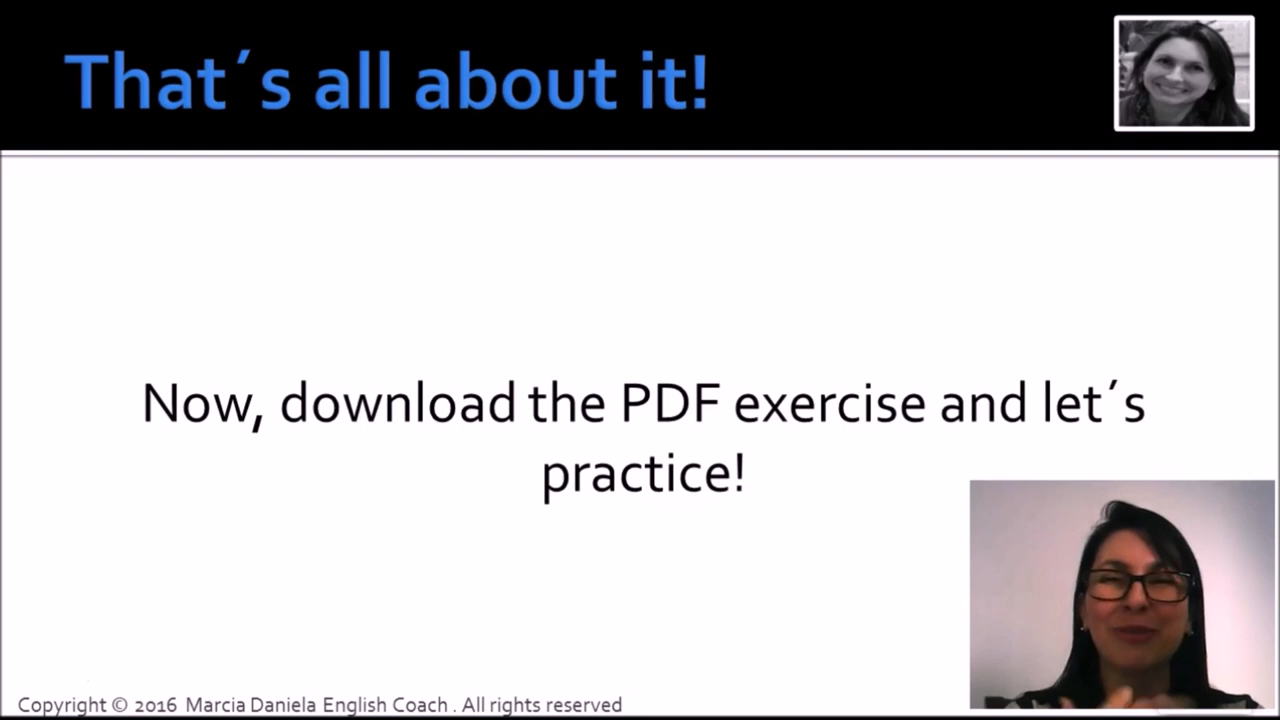 That´s all about it!
Now, download the PDF exercise and let´s
practice!
Copyright © 2016 Marcia Daniela English Coach . All rights reserved